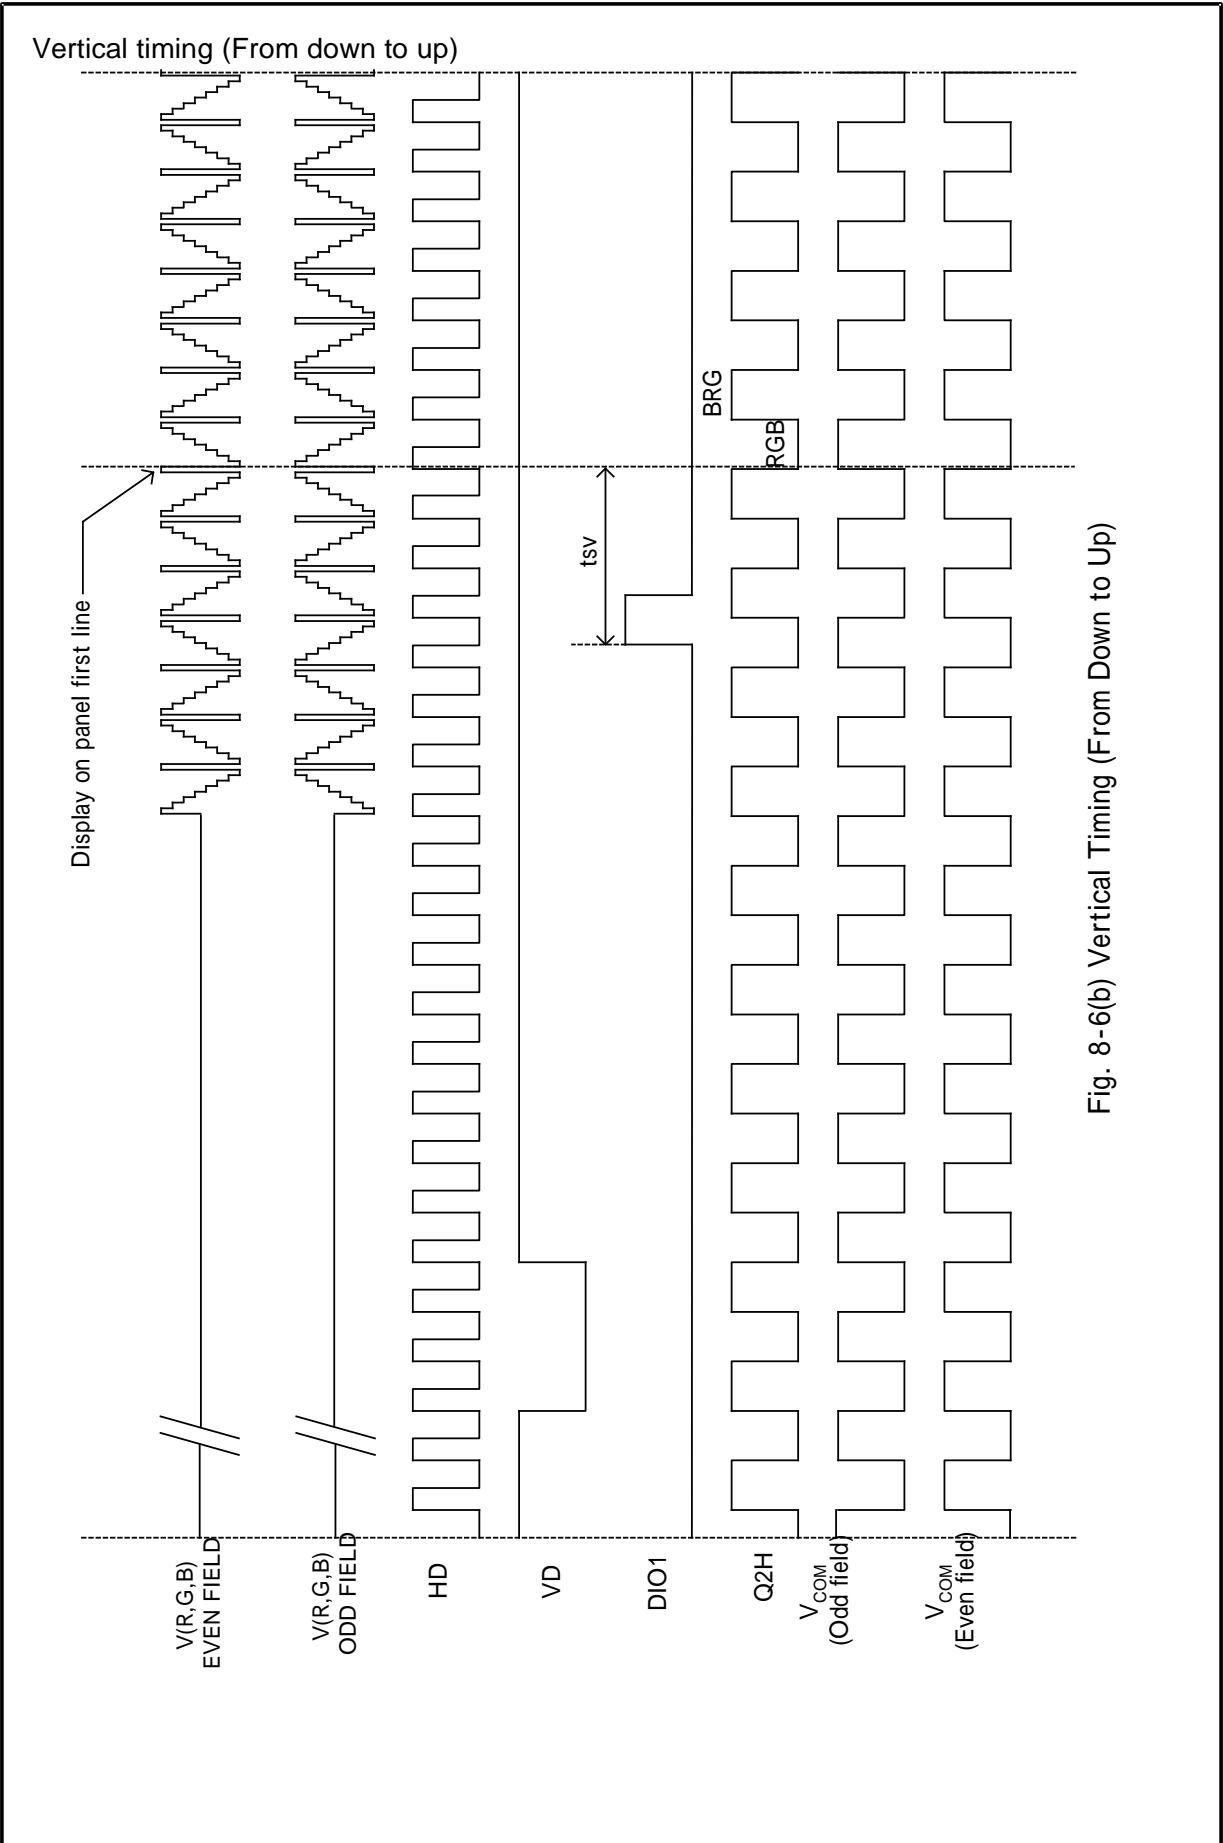 Vertical timing (From down to up)
Display on panel first line
tsv
BRG
RGB
V(R,G,B)
EVEN FIELD
V(R,G,B)
ODD FIELD
HD
VD
DIO1
Q2H
VCOM
(Odd field)
VCOM
(Even field)
Fig. 8-6(b) Vertical Timing (From Down to Up)